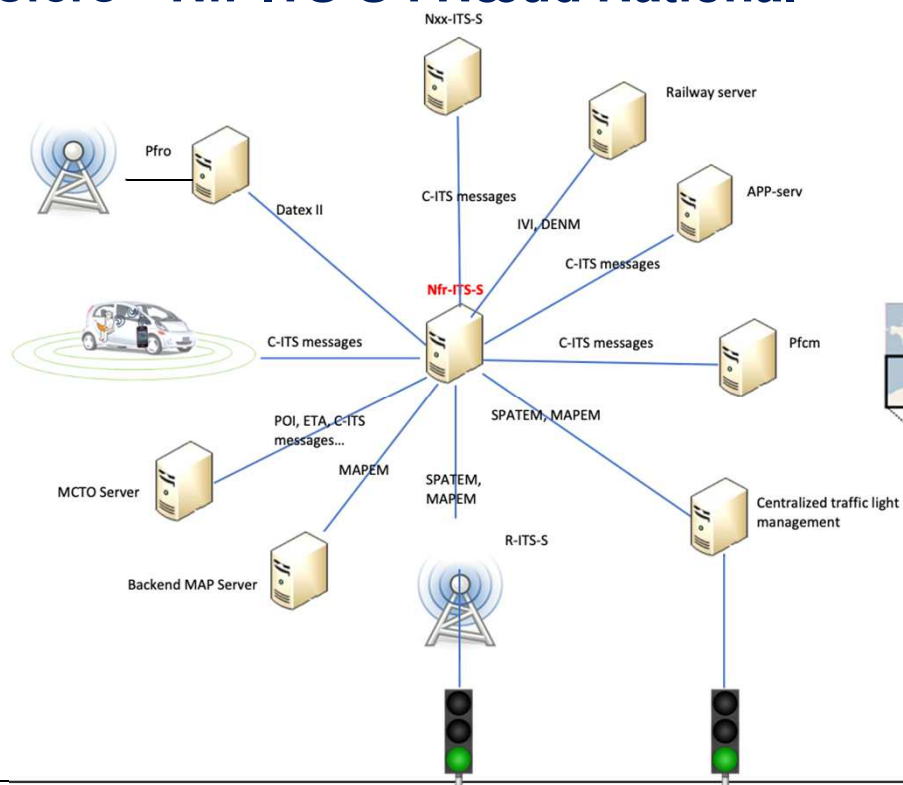 Nxx-ITS-S
Railway server
Pfro
APP-serv
Datex II
C-ITS messages
IVI, DENM
C-ITS messages
Nfr-ITS-S
C-ITS messages
C-ITS messages
Pfcm
POI, ETA, C-ITS
messages...
SPATEM, MAPEM
MCTO Server
MAPEM
SPATEM,
MAPEM
Centralized traffic light
management
R-ITS-S
Backend MAP Server